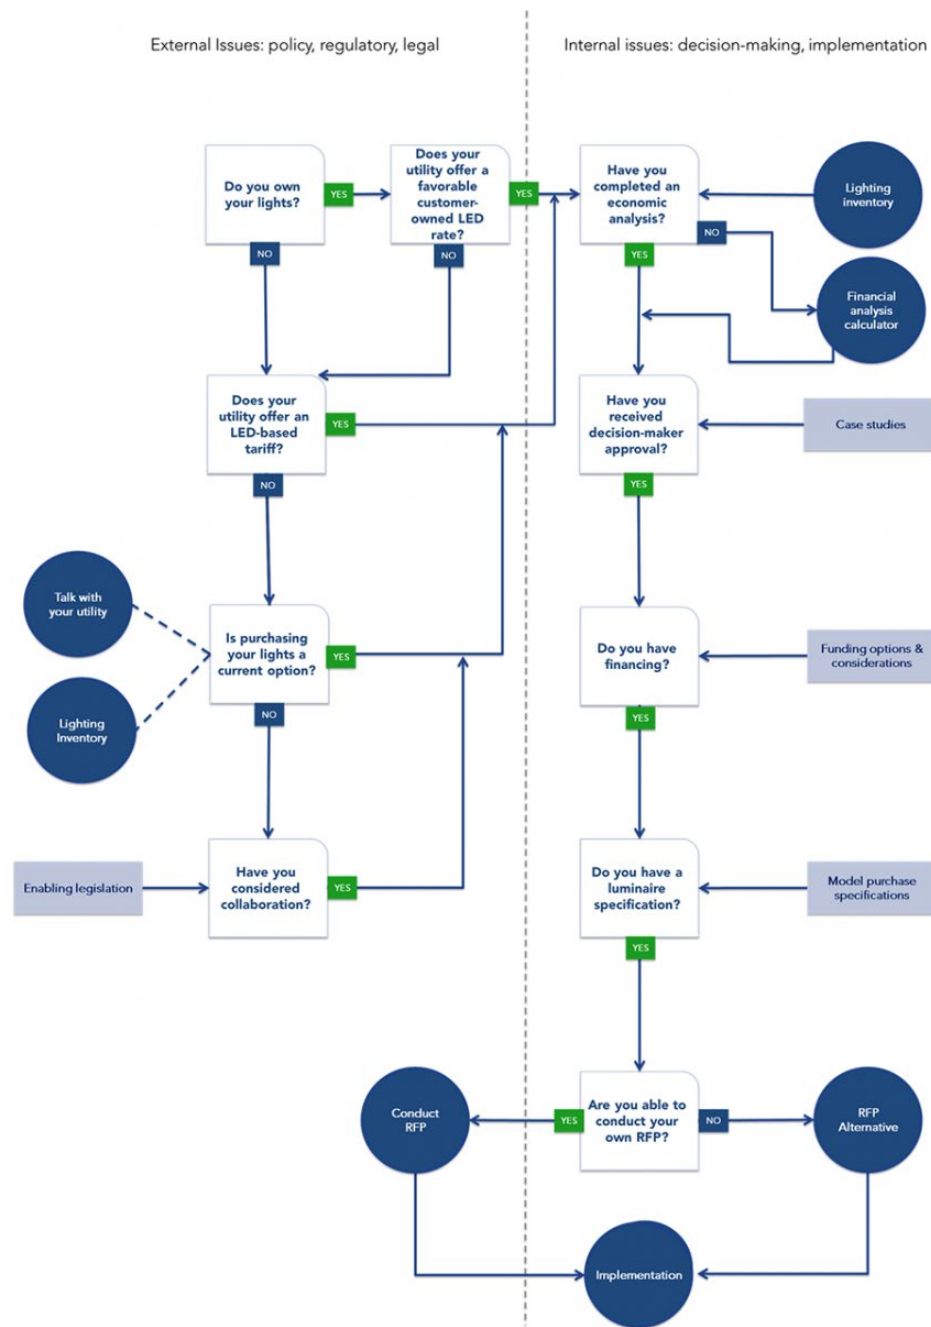 External Issues: policy, regulatory, legal
Internal issues: decision-making, implementation
Do you own
your lights?
YES
NO
Does your
utility offer a
favorable
customer-
owned LED
rate?
YES
NO
Have you
completed an
economic
analysis?
NO
YES
Lighting
inventory
Financial
analysis
calculator
Does your
utility offer an
LED-based
tariff?
YES
NO
Have you
received
decision-maker
approval?
YES
Case studies
Talk with
your utility
Lighting
Inventory
Is purchasing
your lights a
current option?
YES
NO
Do you have
financing?
YES
Funding options &
considerations
Enabling legislation
Have you
considered
collaboration?
YES
Do you have a
luminaire
specification?
YES
Model purchase
specifications
Conduct
RFP
YES
Are you able to
conduct your
own RFP?
NO
RFP
Alternative
Implementation